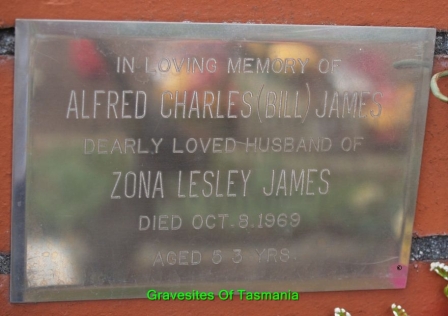 IN LOVING MEMORY OF
ALFRED CHARLES (BILL) JAMES
DEARLY LOVED HUSBAND OF
ZONA LESLEY JAMES
DIED OCT. 8. 1969
AGED 53 YRS.
Gravesites Of Tasmania